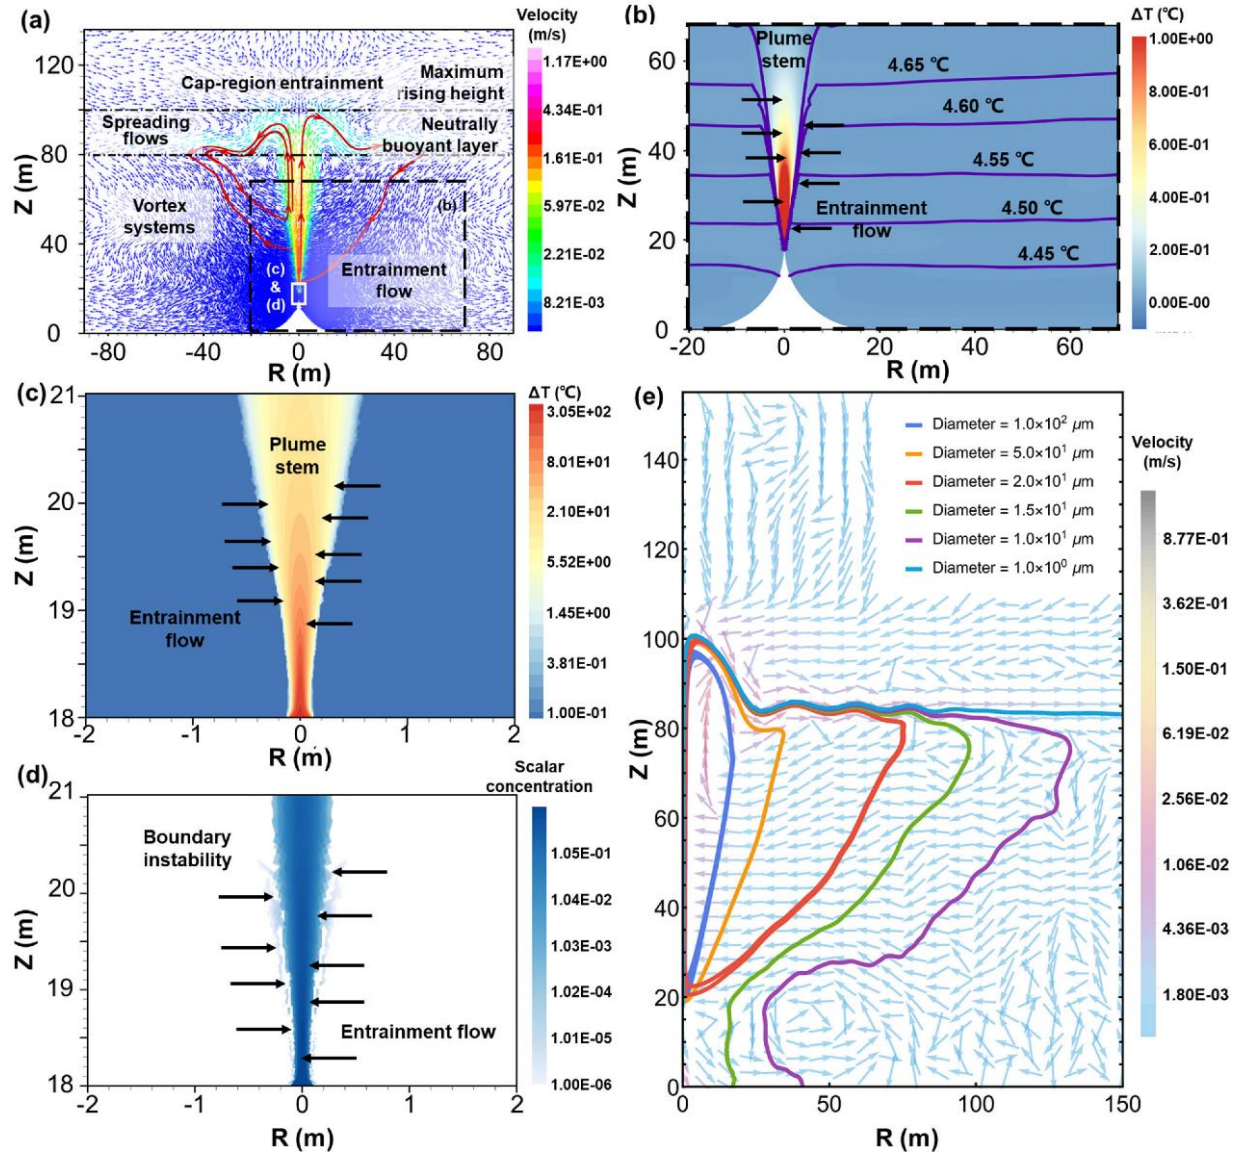 (a)
Velocity
(m/s)
1.17E+00
4.34E-01
1.61E-01
5.97E-02
2.21E-02
8.21E-03
Z (m)
120
80
40
0
Cap-region entrainment
Maximum
rising height
Spreading
flows
Neutrally
buoyant layer
Vortex
systems
(b)
(c)
&
(d)
Entrainment
flow
-80
-40
0
40
80
R (m)
(b)
ΔT (℃)
1.00E+01
8.00E+00
6.00E+00
4.00E+00
2.00E+00
0.00E-00
Z (m)
60
40
20
0
Plume
stem
4.65 ℃
4.60 ℃
4.55 ℃
4.50 ℃
4.45 ℃
Entrainment
flow
-20
0
20
40
60
R (m)
(c)
ΔT (℃)
3.05E+02
8.01E+01
2.10E+01
5.52E+00
1.45E+00
3.81E-01
1.00E-01
Z (m)
21
20
19
18
Plume
stem
Entrainment
flow
-2
-1
0
1
2
R (m)
(d)
Scalar
concentration
1.05E-01
1.04E-02
1.03E-03
1.02E-04
1.01E-05
1.00E-06
Z (m)
21
20
19
18
Boundary
instability
Entrainment flow
-2
-1
0
1
2
R (m)
(e)
Diameter = 1.0×10² μm
Diameter = 5.0×10¹ μm
Diameter = 2.0×10¹ μm
Diameter = 1.5×10¹ μm
Diameter = 1.0×10¹ μm
Diameter = 1.0×10⁰ μm
Velocity
(m/s)
8.77E-01
3.62E-01
1.50E-01
6.19E-02
2.56E-02
1.06E-02
4.36E-03
1.80E-03
Z (m)
140
120
100
80
60
40
20
0
0
50
100
150
R (m)